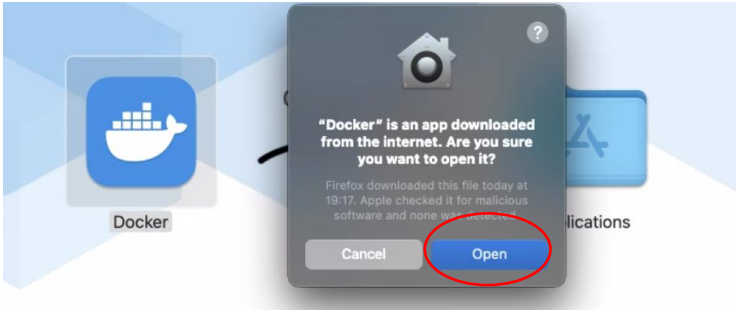 ?
"Docker" is an app downloaded
from the internet. Are you sure
you want to open it?
Firefox downloaded this file today at
19:17. Apple checked it for malicious
software and none was detected.
Cancel
Open
Docker
lications